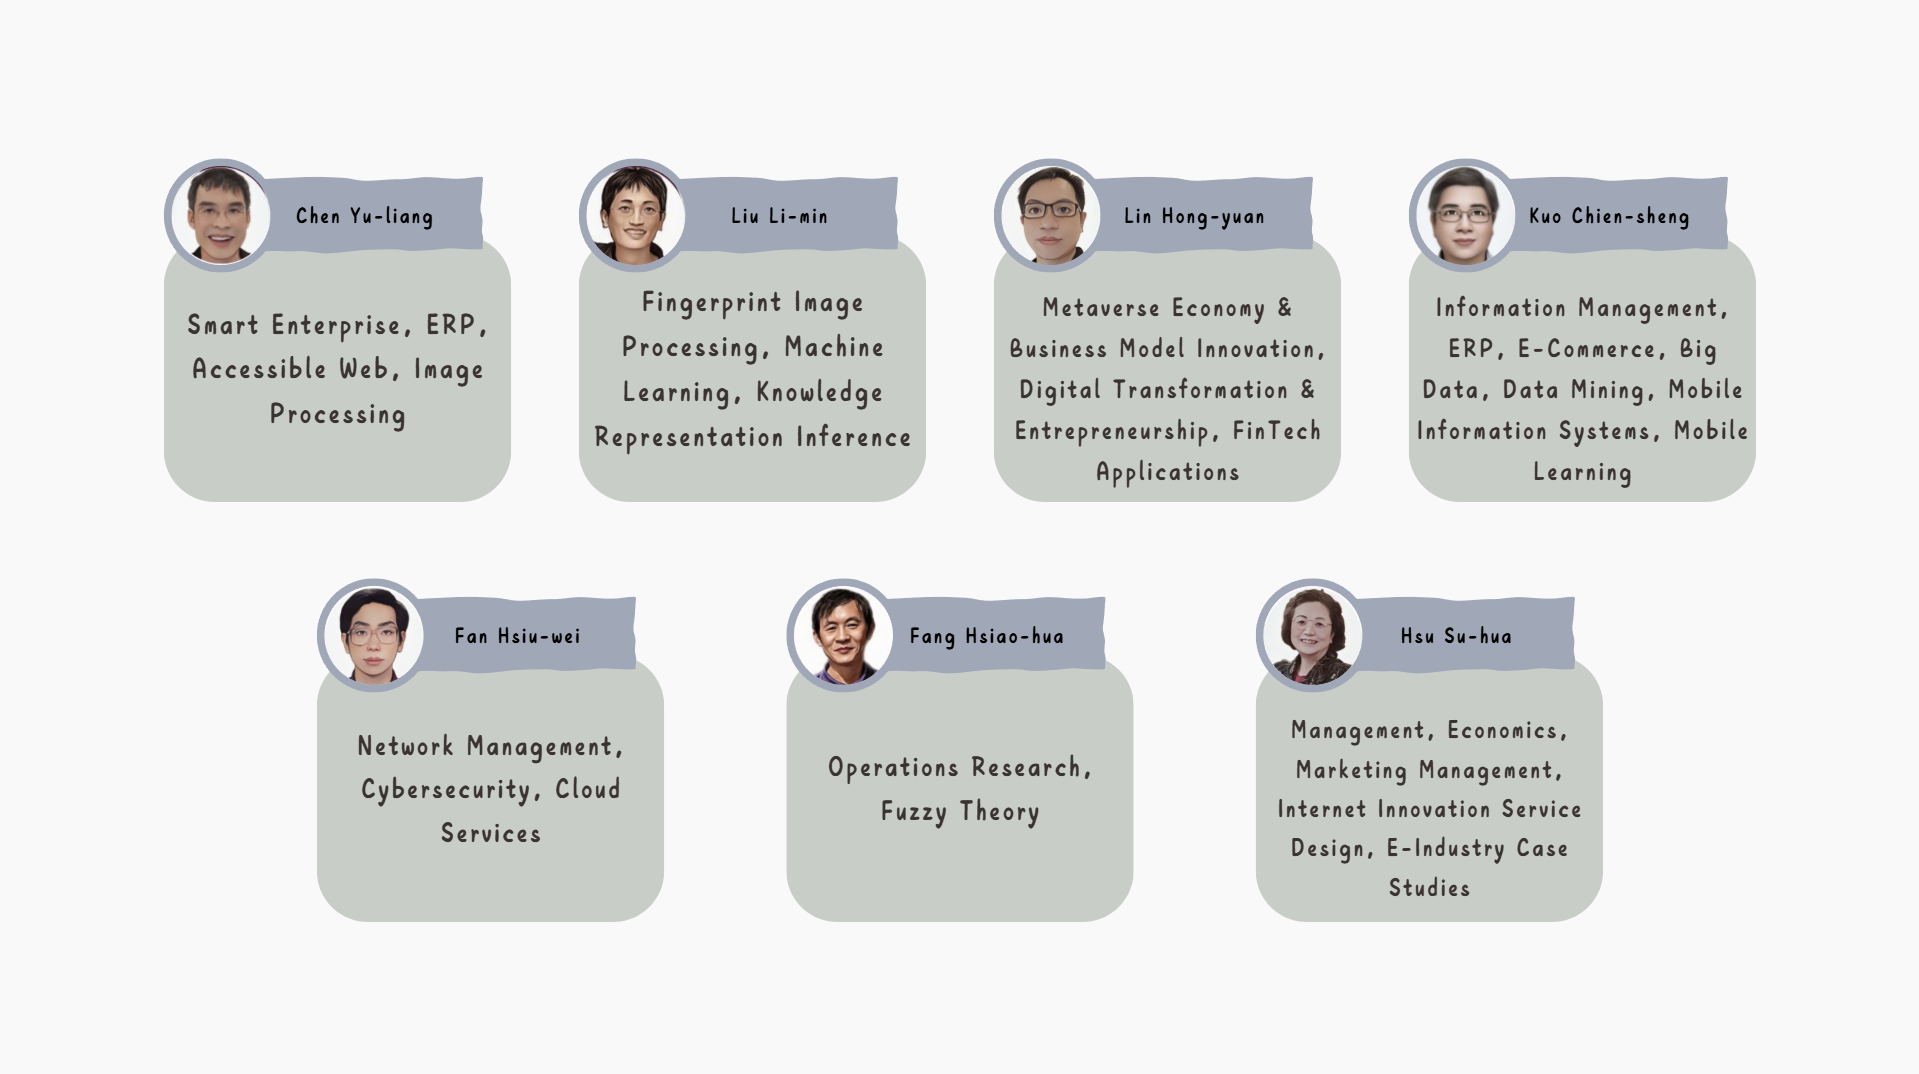 Chen Yu-liang
Smart Enterprise, ERP,
Accessible Web, Image
Processing
Liu Li-min
Fingerprint Image
Processing, Machine
Learning, Knowledge
Representation Inference
Lin Hong-yuan
Metaverse Economy &
Business Model Innovation,
Digital Transformation &
Entrepreneurship, FinTech
Applications
Kuo Chien-sheng
Information Management,
ERP, E-Commerce, Big
Data, Data Mining, Mobile
Information Systems, Mobile
Learning
Fan Hsiu-wei
Network Management,
Cybersecurity, Cloud
Services
Fang Hsiao-hua
Operations Research,
Fuzzy Theory
Hsu Su-hua
Management, Economics,
Marketing Management,
Internet Innovation Service
Design, E-Industry Case
Studies